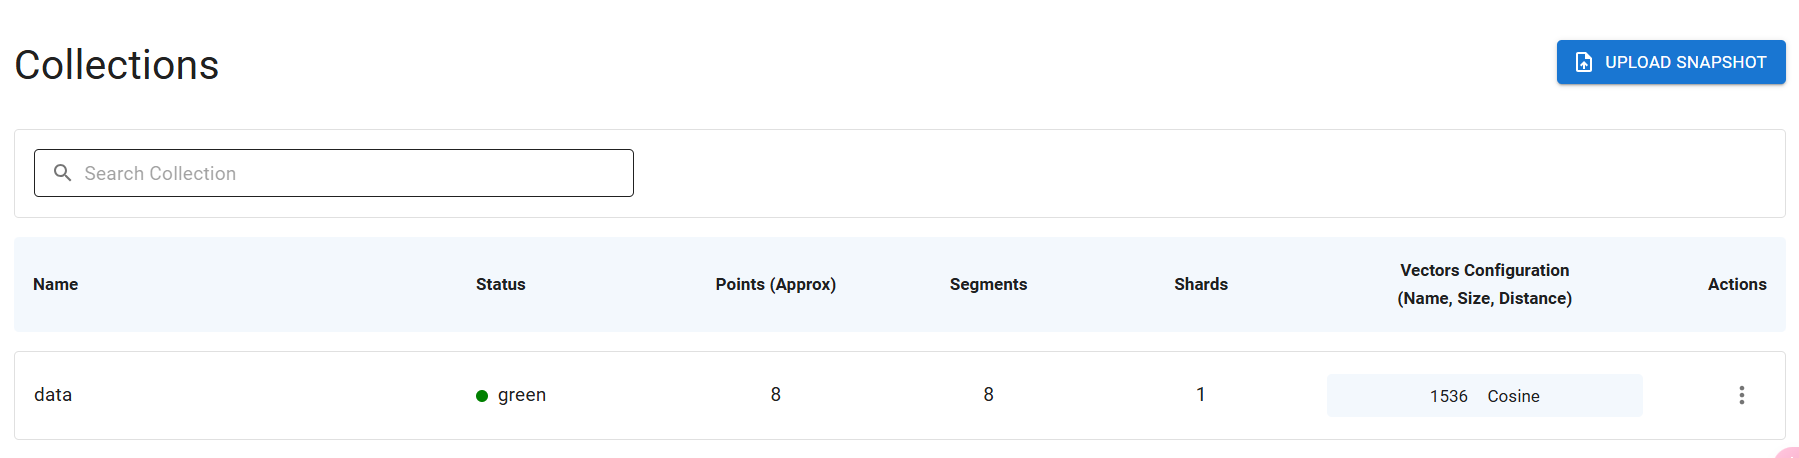 Collections
UPLOAD SNAPSHOT
Search Collection
Name Status Points (Approx) Segments Shards Vectors Configuration (Name, Size, Distance) Actions
data green 8 8 1 1536 Cosine